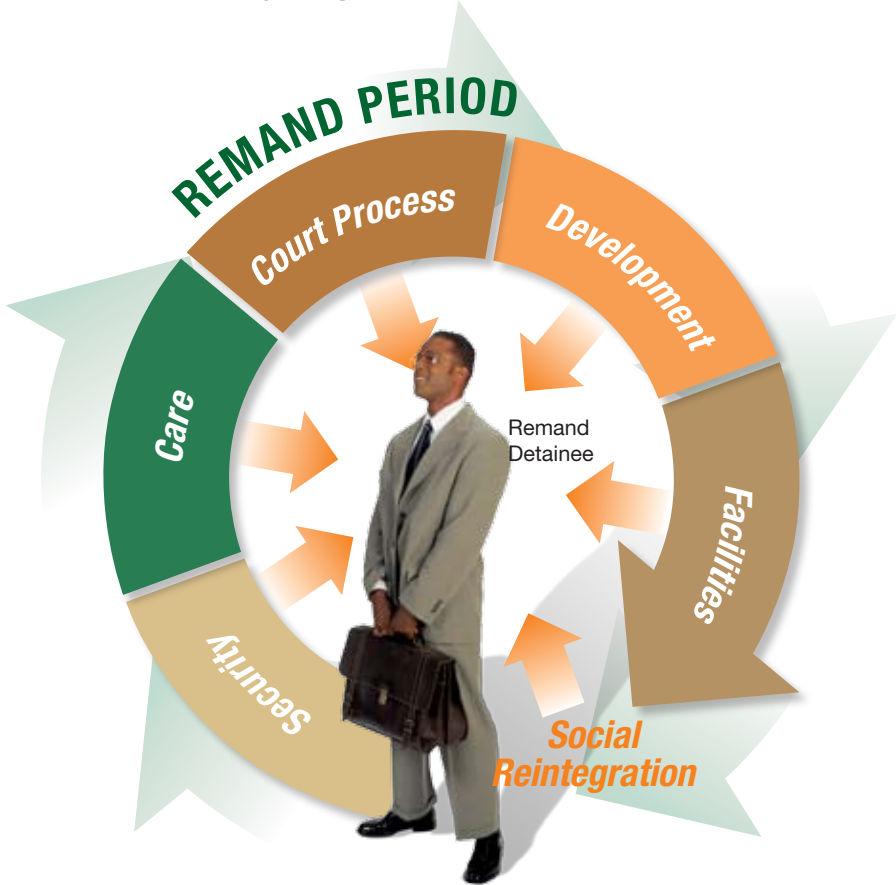 REMAND PERIOD
Court Process
Development
Care
Remand
Detainee
Facilities
Security
Social
Reintegration